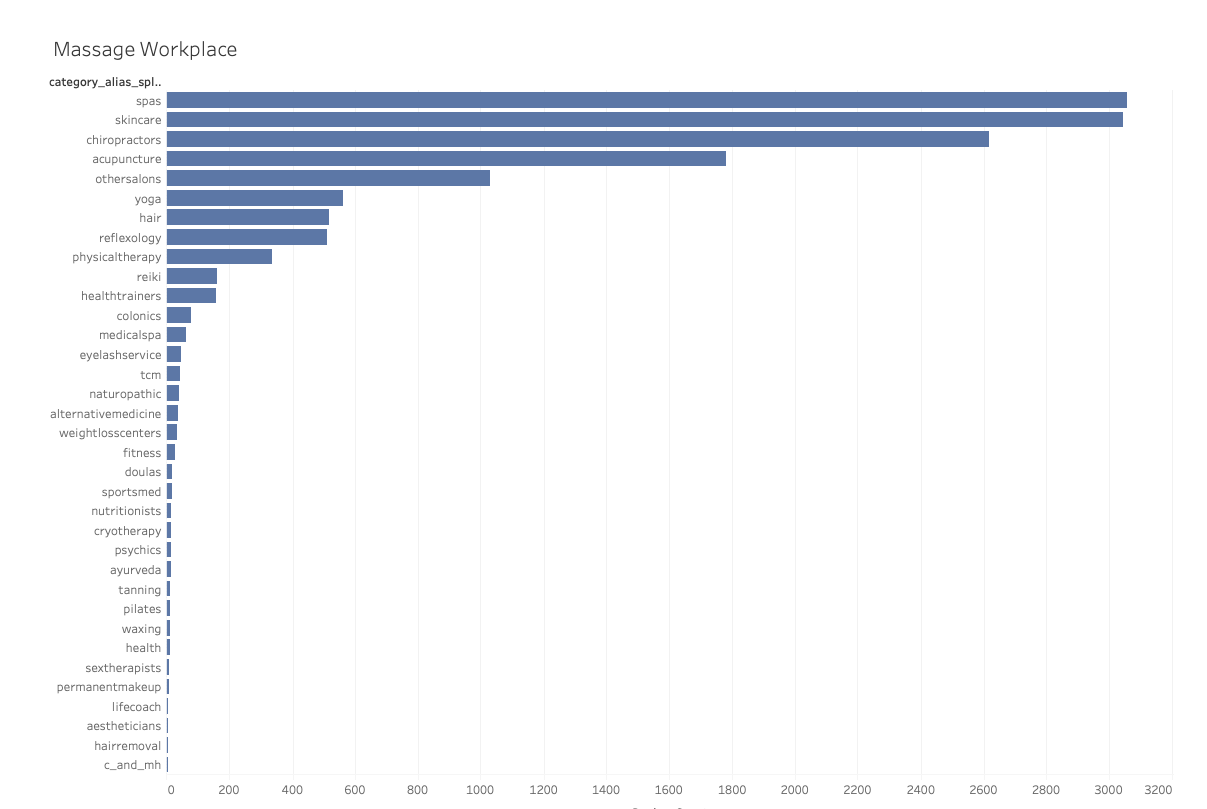 Massage Workplace
category_alias_spl..
spas
skincare
chiropractors
acupuncture
othersalons
yoga
hair
reflexology
physicaltherapy
reiki
healthtrainers
colonics
medicalspa
eyelashservice
tcm
naturopathic
alternativemedicine
weightlosscenters
fitness
doulas
sportsmed
nutritionists
cryotherapy
psychics
ayurveda
tanning
pilates
waxing
health
sextherapists
permanentmakeup
lifecoach
aestheticians
hairremoval
c_and_mh
0 200 400 600 800 1000 1200 1400 1600 1800 2000 2200 2400 2600 2800 3000 3200